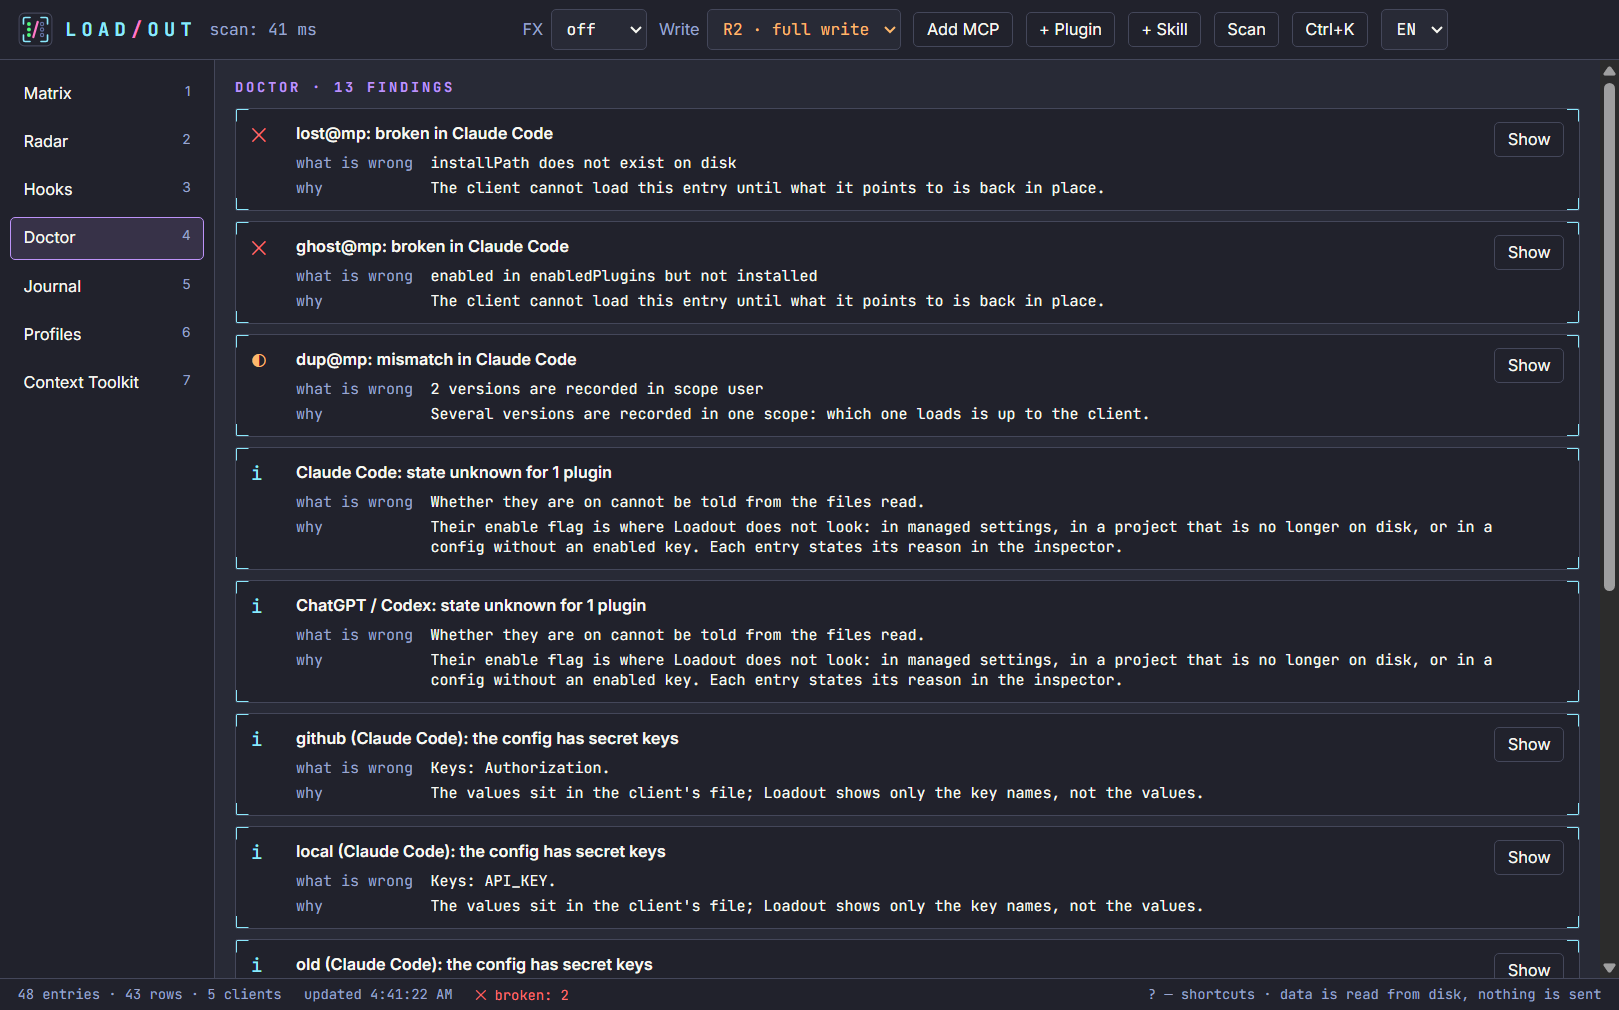 LOAD/OUT scan: 41 ms FX off Write R2 · full write Add MCP + Plugin + Skill Scan Ctrl+K EN
Matrix 1
Radar 2
Hooks 3
Doctor 4
Journal 5
Profiles 6
Context Toolkit 7
DOCTOR · 13 FINDINGS
lost@mp: broken in Claude Code
Show
what is wrong installPath does not exist on disk
why The client cannot load this entry until what it points to is back in place.
ghost@mp: broken in Claude Code
Show
what is wrong enabled in enabledPlugins but not installed
why The client cannot load this entry until what it points to is back in place.
dup@mp: mismatch in Claude Code
Show
what is wrong 2 versions are recorded in scope user
why Several versions are recorded in one scope: which one loads is up to the client.
i Claude Code: state unknown for 1 plugin
what is wrong Whether they are on cannot be told from the files read.
why Their enable flag is where Loadout does not look: in managed settings, in a project that is no longer on disk, or in a
config without an enabled key. Each entry states its reason in the inspector.
i ChatGPT / Codex: state unknown for 1 plugin
what is wrong Whether they are on cannot be told from the files read.
why Their enable flag is where Loadout does not look: in managed settings, in a project that is no longer on disk, or in a
config without an enabled key. Each entry states its reason in the inspector.
i github (Claude Code): the config has secret keys
Show
what is wrong Keys: Authorization.
why The values sit in the client's file; Loadout shows only the key names, not the values.
i local (Claude Code): the config has secret keys
Show
what is wrong Keys: API_KEY.
why The values sit in the client's file; Loadout shows only the key names, not the values.
i old (Claude Code): the config has secret keys
Show
48 entries · 43 rows · 5 clients updated 4:41:22 AM broken: 2 ? — shortcuts · data is read from disk, nothing is sent